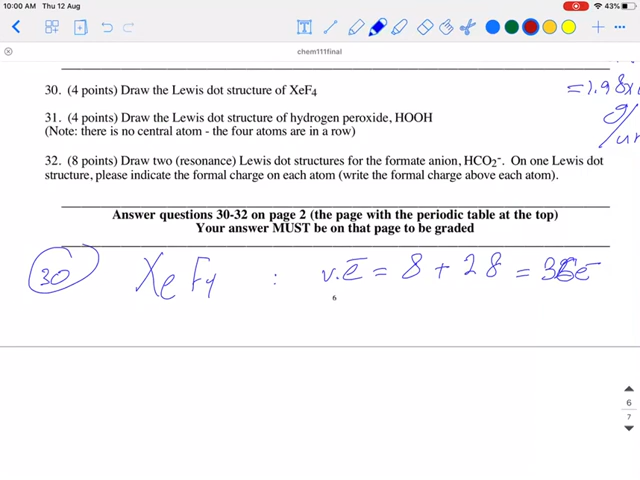 10:00 AM Thu 12 Aug
43%
chem111final
30. (4 points) Draw the Lewis dot structure of XeF4
= 1.98 x
31. (4 points) Draw the Lewis dot structure of hydrogen peroxide, HOOH
g/
(Note: there is no central atom - the four atoms are in a row)
32. (8 points) Draw two (resonance) Lewis dot structures for the formate anion, HCO2-. On one Lewis dot
structure, please indicate the formal charge on each atom (write the formal charge above each atom).
Answer questions 30-32 on page 2 (the page with the periodic table at the top)
Your answer MUST be on that page to be graded
30 XeF4 : v.e̅ = 8 + 28 = 36e̅
6
6
7